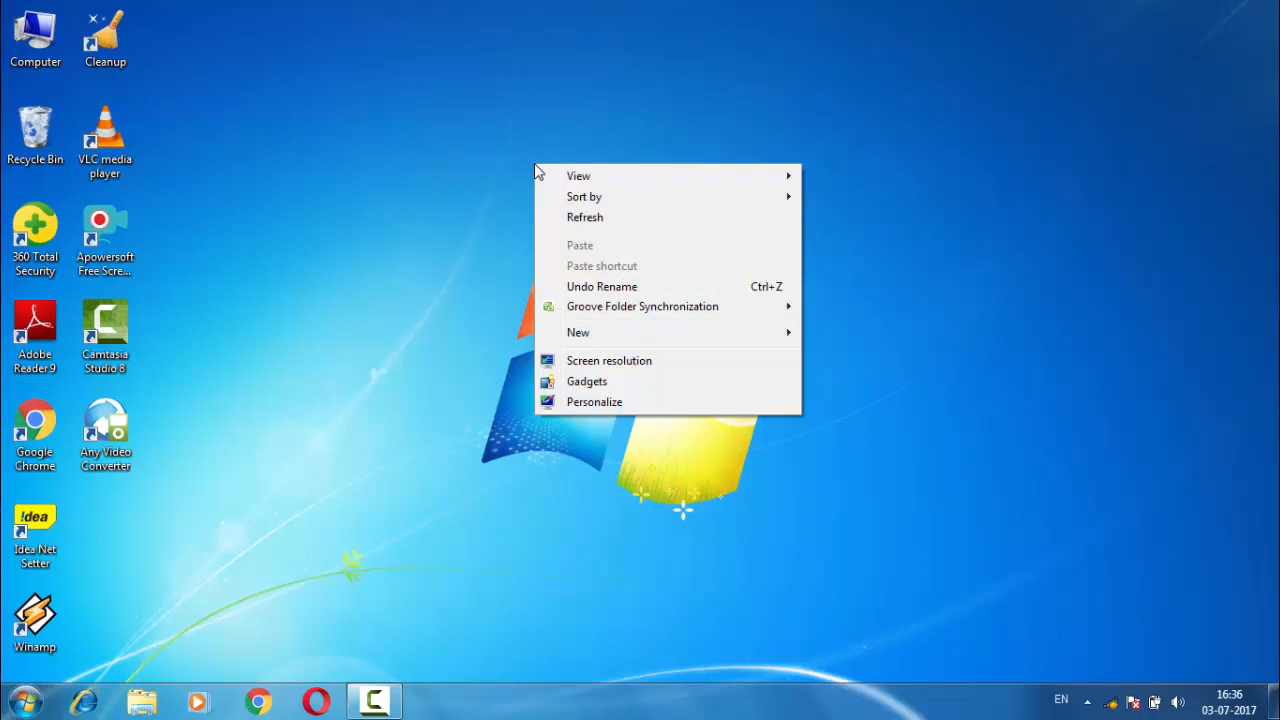 Computer
Cleanup
Recycle Bin
VLC media
player
360 Total
Security
Apowersoft
Free Scre...
Adobe
Reader 9
Camtasia
Studio 8
Google
Chrome
Any Video
Converter
!dea
Idea Net
Setter
Winamp
View
Sort by
Refresh
Paste
Paste shortcut
Undo Rename Ctrl+Z
Groove Folder Synchronization
New
Screen resolution
Gadgets
Personalize
EN
16:36
03-07-2017